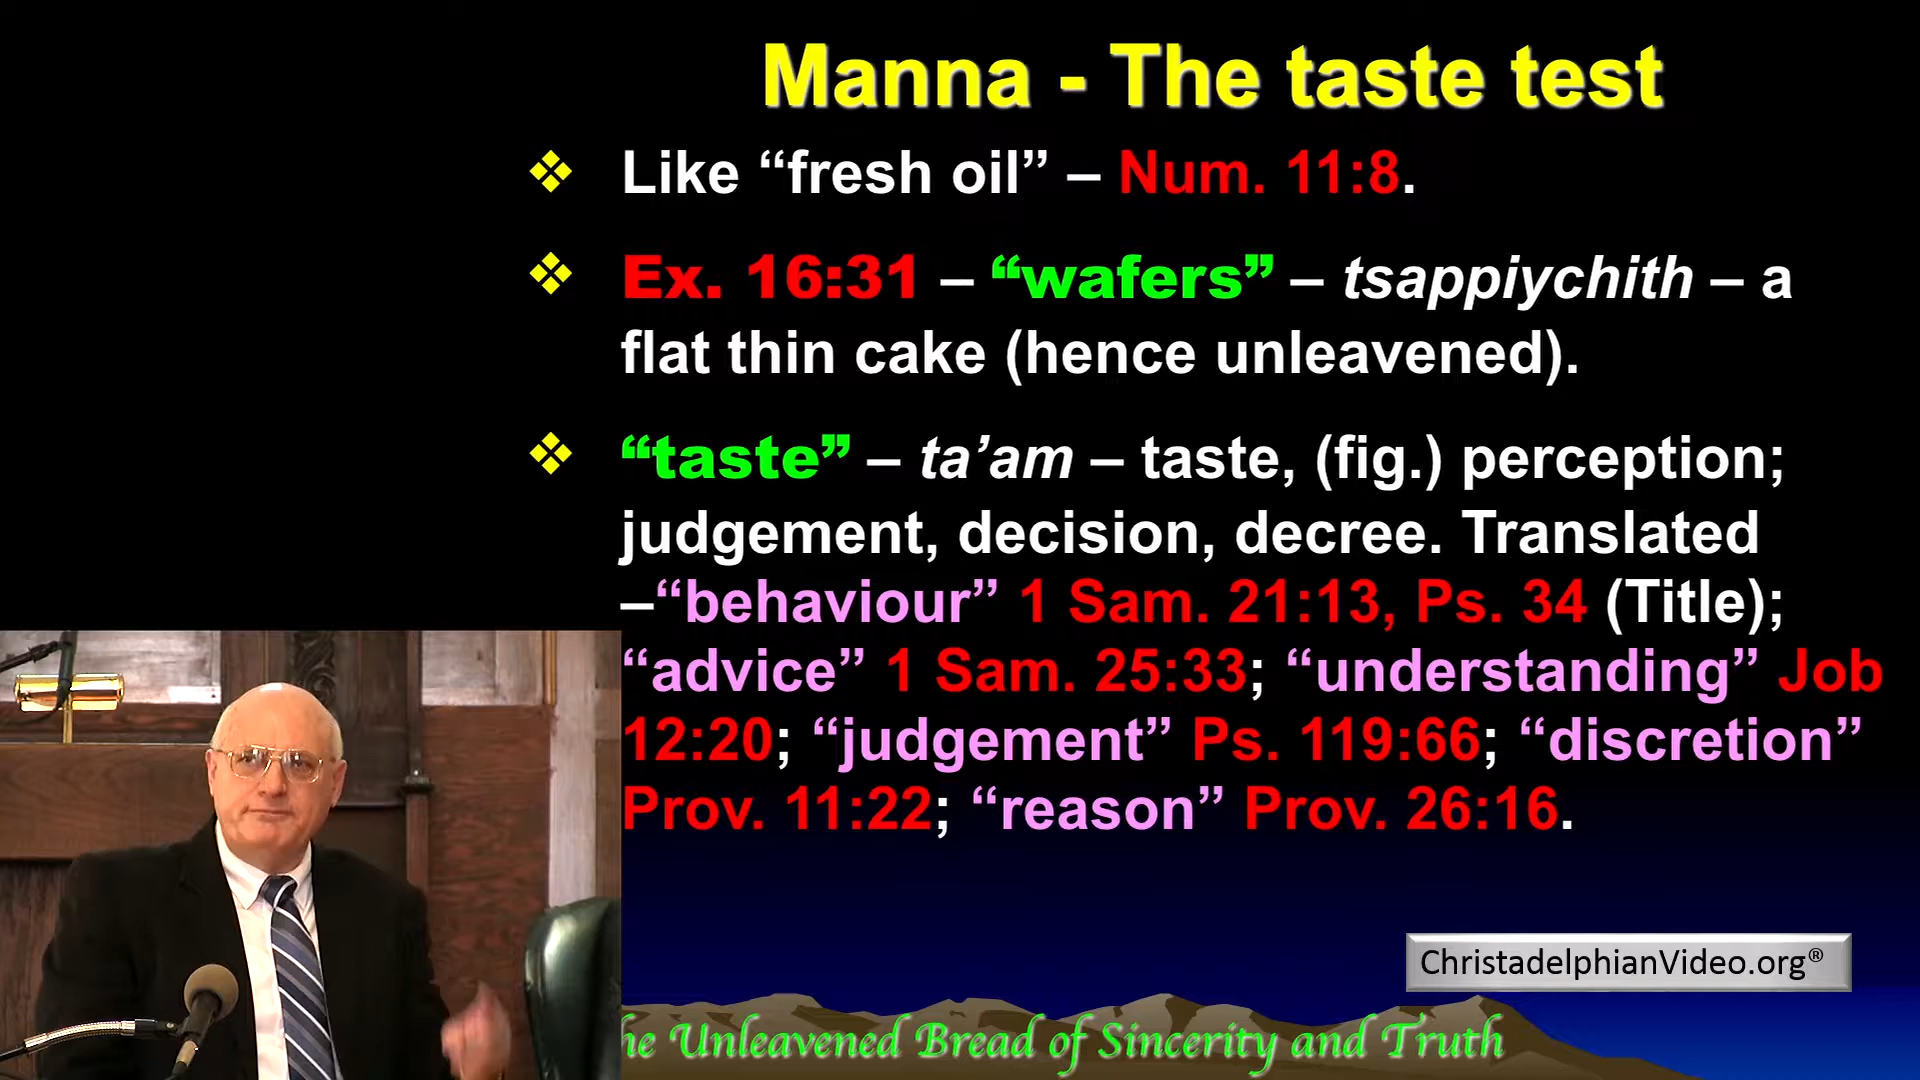 Manna - The taste test
❖ Like “fresh oil” – Num. 11:8.
❖ Ex. 16:31 – “wafers” – tsappiychith – a
flat thin cake (hence unleavened).
❖ “taste” – ta’am – taste, (fig.) perception;
judgement, decision, decree. Translated
–“behaviour” 1 Sam. 21:13, Ps. 34 (Title);
“advice” 1 Sam. 25:33; “understanding” Job
12:20; “judgement” Ps. 119:66; “discretion”
Prov. 11:22; “reason” Prov. 26:16.
ChristadelphianVideo.org®
he Unleavened Bread of Sincerity and Truth